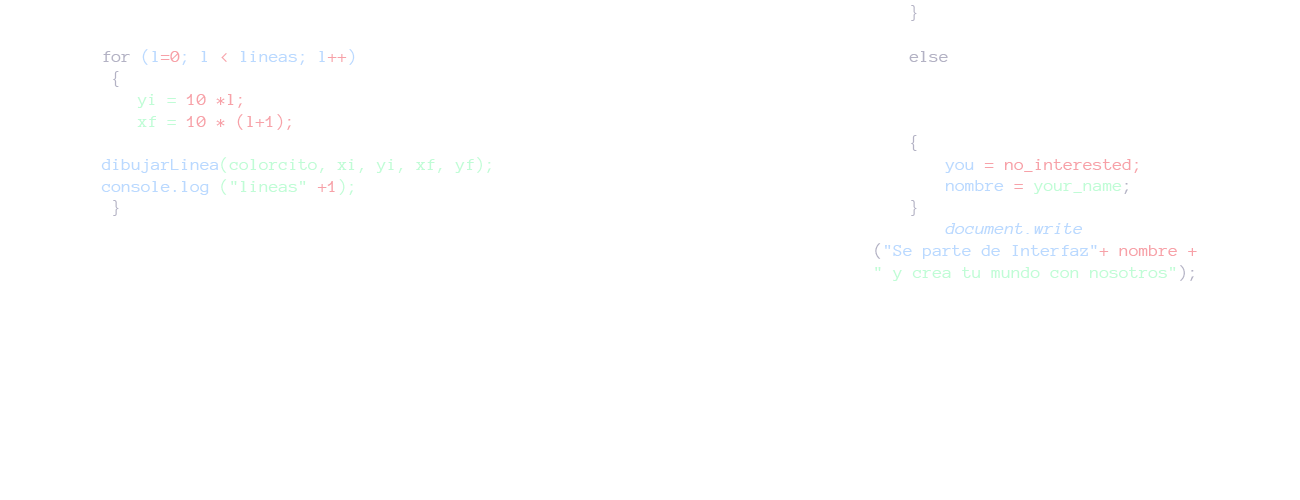 for (l=0; l < lineas; l++)
{
yi = 10 *l;
xf = 10 * (l+1);
dibujarLinea(colorcito, xi, yi, xf, yf);
console.log ("lineas" +1);
}
}
else
{
you = no_interested;
nombre = your_name;
}
document.write
("Se parte de Interfaz"+ nombre +
" y crea tu mundo con nosotros");